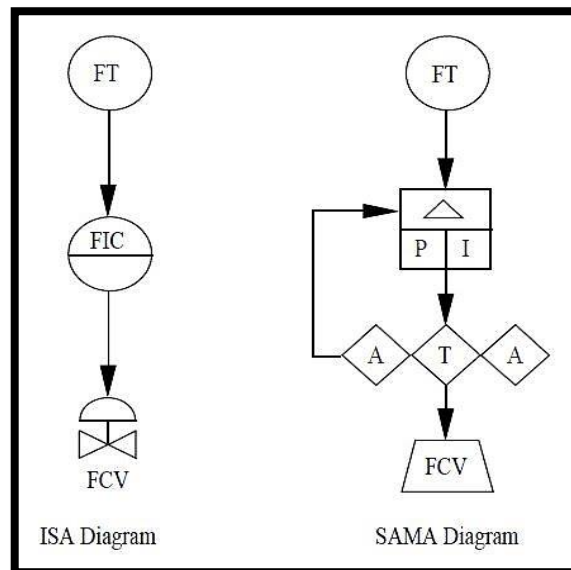 FT FT
FIC
P I
A T A
FCV FCV
ISA Diagram SAMA Diagram